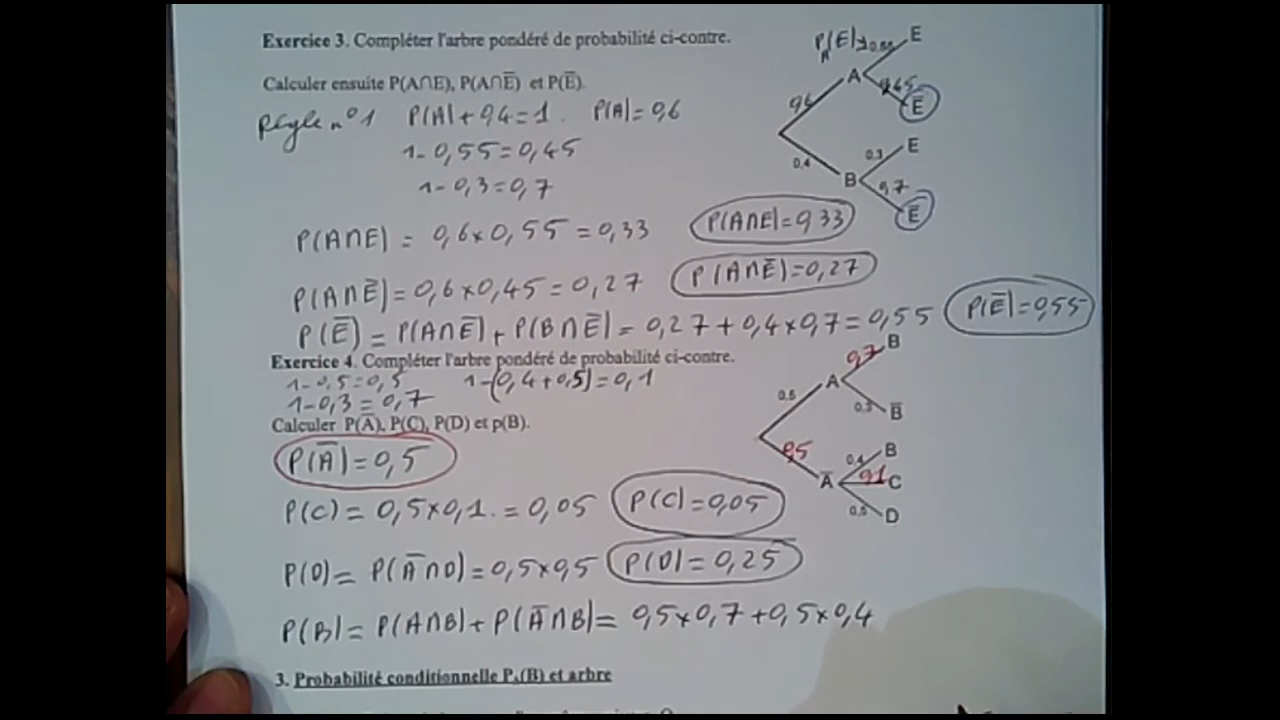 Exercice 3. Compléter l'arbre pondéré de probabilité ci-contre.
P_A(E)=0,55 E
A
0,6
0,45 E̅
Calculer ensuite P(A∩E), P(A∩E̅) et P(E̅).
règle n°1 P(A)+0,4=1. P(A)=0,6
1-0,55=0,45
1-0,3=0,7
0,4
0,3 E
B
0,7
E̅
P(A∩E) = 0,6×0,55=0,33 P(A∩E)=0,33
P(A∩E̅)=0,6×0,45=0,27 P(A∩E̅)=0,27
P(E̅)=P(A∩E̅)+P(B∩E̅)=0,27+0,4×0,7=0,55 P(E̅)=0,55
Exercice 4. Compléter l'arbre pondéré de probabilité ci-contre.
1-0,5=0,5 1-(0,4+0,5)=0,1
1-0,3=0,7
0,7 B
A
0,5
0,3 B̅
Calculer P(A̅), P(C), P(D) et p(B).
P(A̅)=0,5
0,5
0,4 B
A̅ 0,1 C
0,5 D
P(C)=0,5×0,1.=0,05 P(C)=0,05
P(D)= P(A̅∩D)=0,5×0,5 P(D)=0,25
P(B)=P(A∩B)+P(A̅∩B)= 0,5×0,7+0,5×0,4
3. Probabilité conditionnelle P_A(B) et arbre